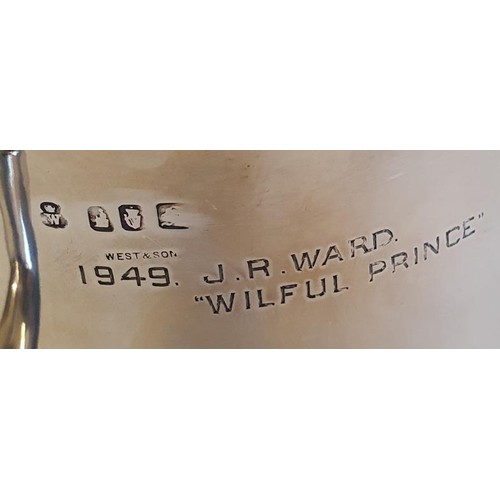 W
E
WEST & SON
1949. J.R. WARD.
"WILFUL PRINCE"